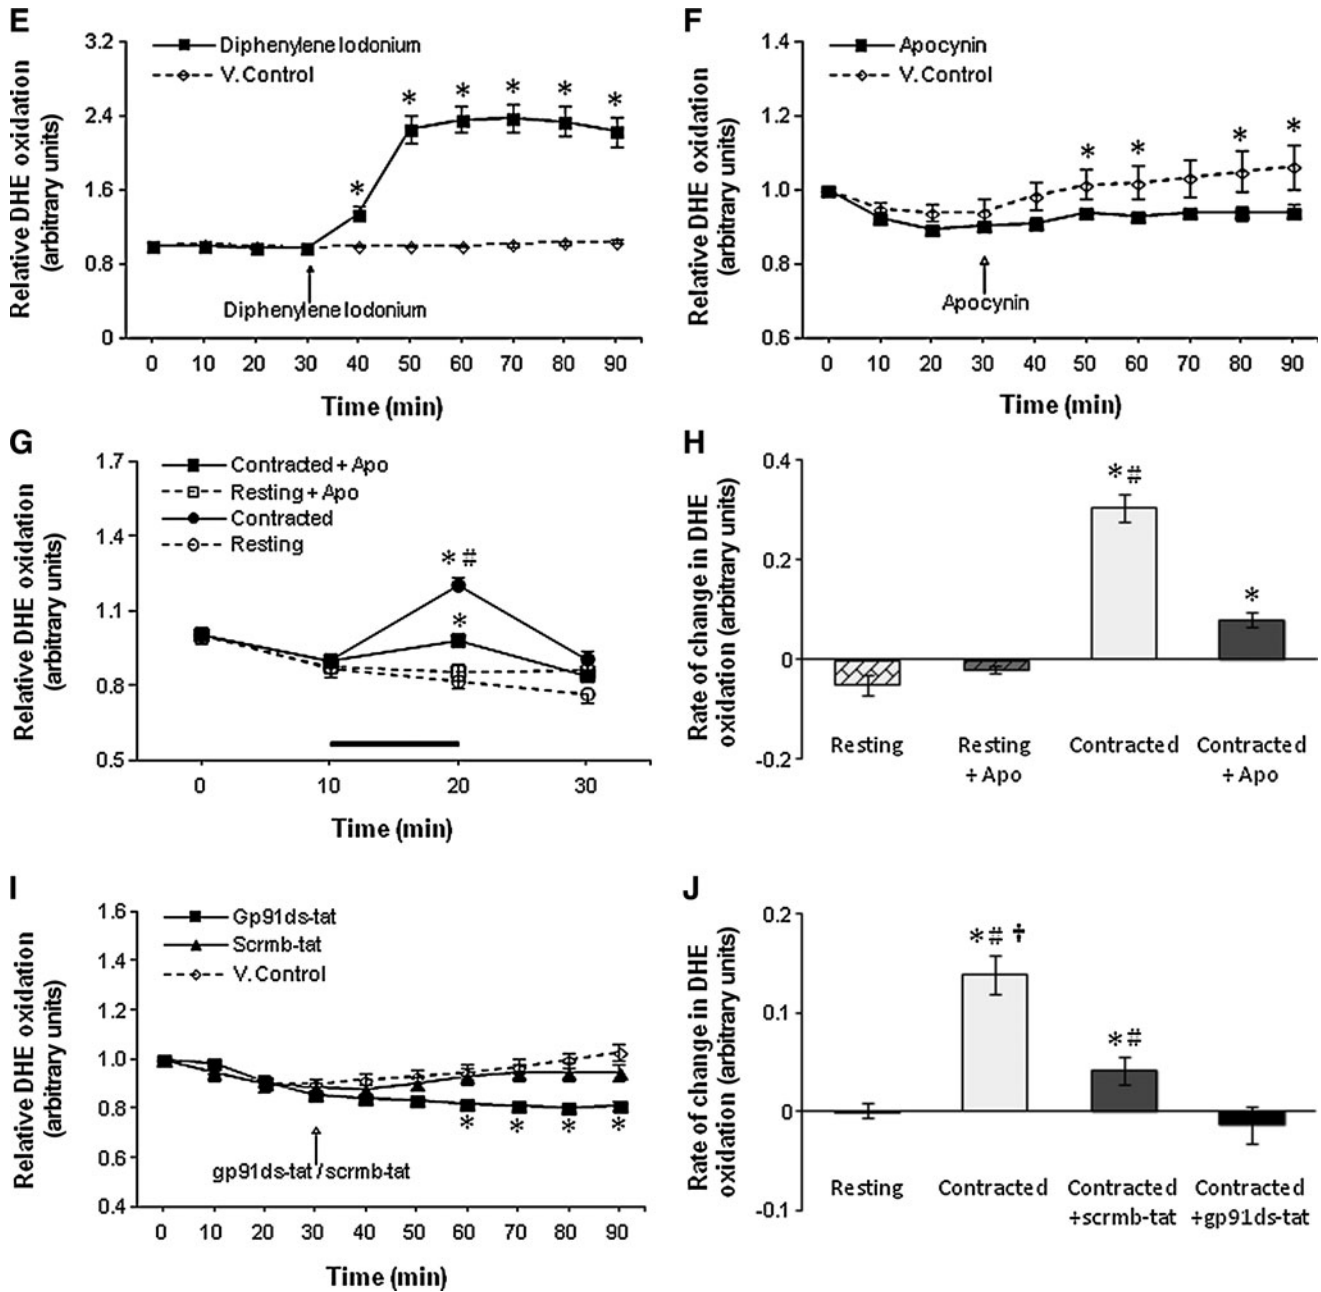 E
Relative DHE oxidation
(arbitrary units)
3.2
2.4
1.6
0.8
0
Diphenylene Iodonium
V. Control
* * * * * *
Diphenylene Iodonium
0 10 20 30 40 50 60 70 80 90
Time (min)
F
Relative DHE oxidation
(arbitrary units)
1.4
1.2
1.0
0.8
0.6
Apocynin
V. Control
* * * *
Apocynin
0 10 20 30 40 50 60 70 80 90
Time (min)
G
Relative DHE oxidation
(arbitrary units)
1.7
1.4
1.1
0.8
0.5
Contracted + Apo
Resting + Apo
Contracted
Resting
* #
*
0 10 20 30
Time (min)
H
Rate of change in DHE
oxidation (arbitrary units)
0.4
0.2
0
-0.2
* #
*
Resting
Resting
+ Apo
Contracted
Contracted
+ Apo
I
Relative DHE oxidation
(arbitrary units)
1.6
1.4
1.2
1.0
0.8
0.6
0.4
Gp91ds-tat
Scrmb-tat
V. Control
* * * *
gp91ds-tat / scrmb-tat
0 10 20 30 40 50 60 70 80 90
Time (min)
J
Rate of change in DHE
oxidation (arbitrary units)
0.2
0.1
0
-0.1
* # †
* #
Resting
Contracted
Contracted
+scrmb-tat
Contracted
+gp91ds-tat